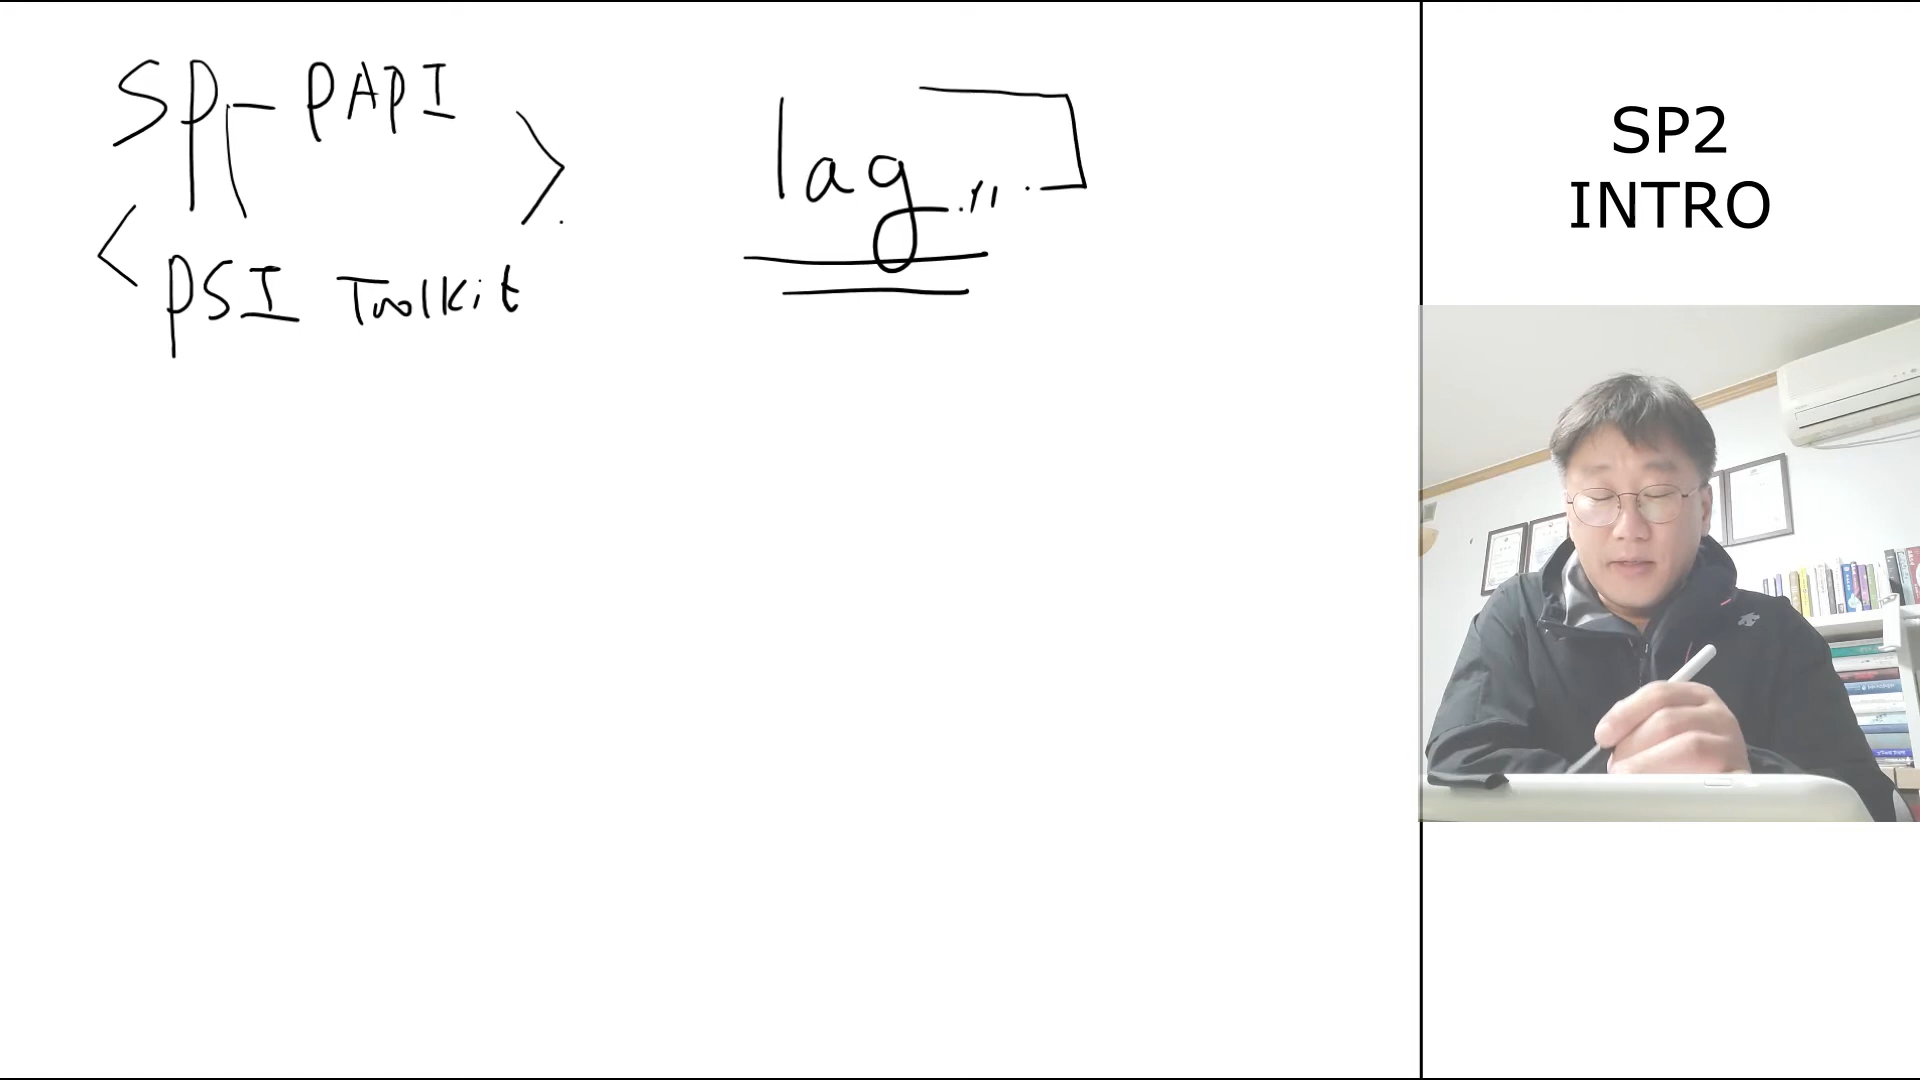 SP - PAPI
PSI Toolkit
lag
SP2
INTRO